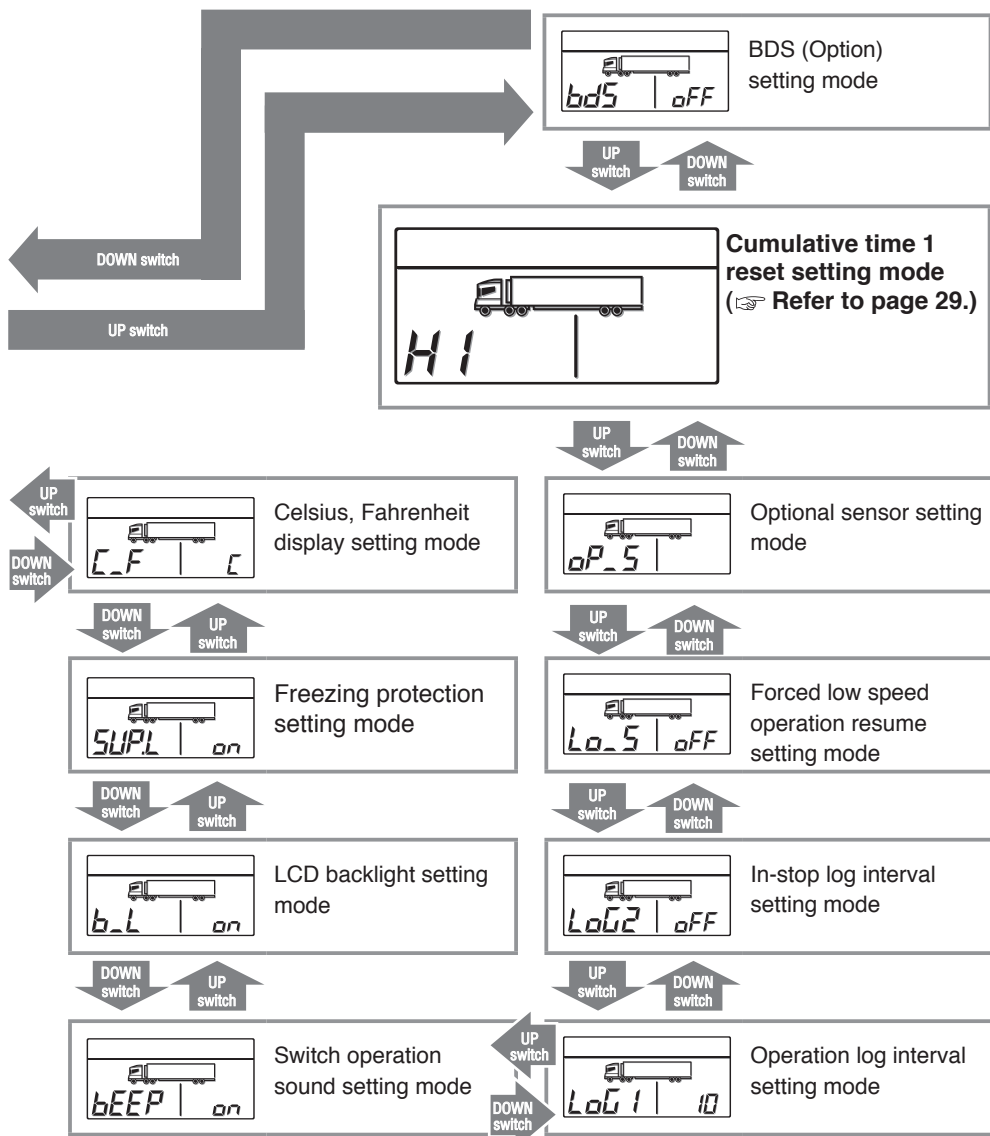 BDS (Option)
setting mode
bdS oFF
UP
switch
DOWN
switch
DOWN switch
UP switch
Cumulative time 1
reset setting mode
(☞ Refer to page 29.)
H1
UP
switch
DOWN
switch
UP
switch
DOWN
switch
C_F C
Celsius, Fahrenheit
display setting mode
oP_S
Optional sensor setting
mode
DOWN
switch
UP
switch
UP
switch
DOWN
switch
SUP.L on
Freezing protection
setting mode
Lo_S oFF
Forced low speed
operation resume
setting mode
DOWN
switch
UP
switch
UP
switch
DOWN
switch
b_L on
LCD backlight setting
mode
LoG2 oFF
In-stop log interval
setting mode
DOWN
switch
UP
switch
UP
switch
DOWN
switch
bEEP on
Switch operation
sound setting mode
UP
switch
DOWN
switch
LoG1 10
Operation log interval
setting mode